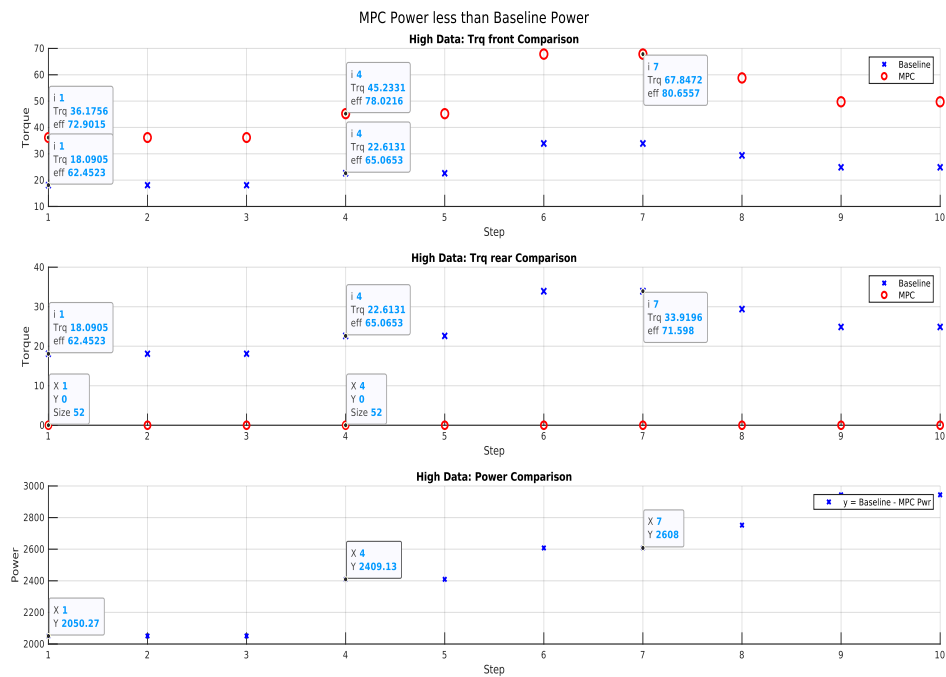 MPC Power less than Baseline Power
High Data: Trq front Comparison
Torque
70
60
50
40
30
20
10
i 1
Trq 36.1756
eff 72.9015
i 1
Trq 18.0905
eff 62.4523
i 4
Trq 45.2331
eff 78.0216
i 4
Trq 22.6131
eff 65.0653
i 7
Trq 67.8472
eff 80.6557
Baseline
MPC
1 2 3 4 5 6 7 8 9 10
Step
High Data: Trq rear Comparison
Torque
40
30
20
10
0
i 1
Trq 18.0905
eff 62.4523
X 1
Y 0
Size 52
i 4
Trq 22.6131
eff 65.0653
X 4
Y 0
Size 52
i 7
Trq 33.9196
eff 71.598
Baseline
MPC
1 2 3 4 5 6 7 8 9 10
Step
High Data: Power Comparison
Power
3000
2800
2600
2400
2200
2000
X 1
Y 2050.27
X 4
Y 2409.13
X 7
Y 2608
y = Baseline - MPC Pwr
1 2 3 4 5 6 7 8 9 10
Step